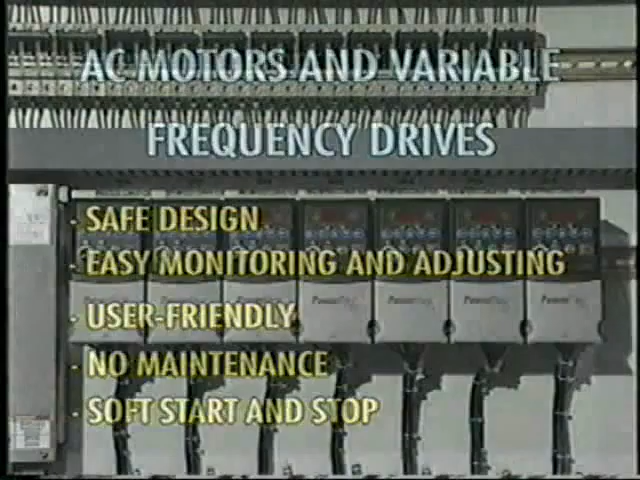 AC MOTORS AND VARIABLE
FREQUENCY DRIVES
- SAFE DESIGN
- EASY MONITORING AND ADJUSTING
- USER-FRIENDLY
- NO MAINTENANCE
- SOFT START AND STOP